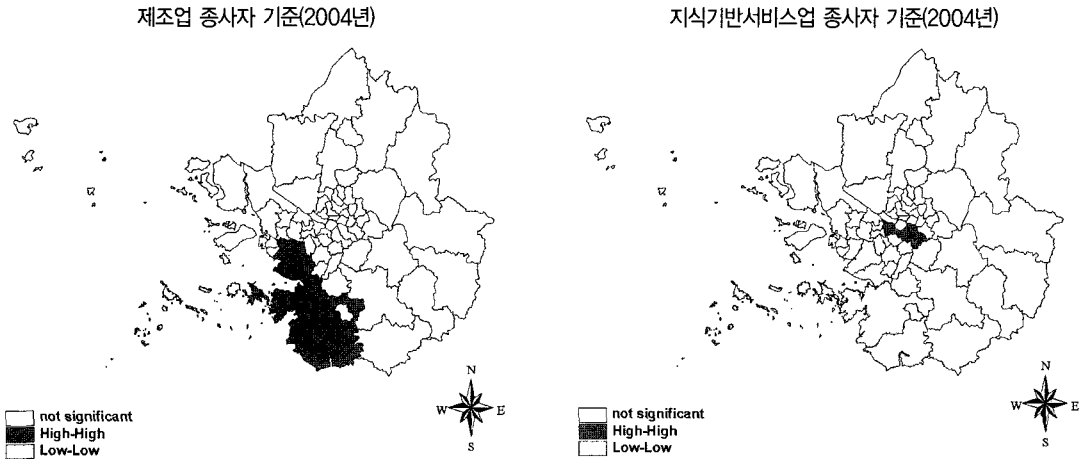 제조업 종사자 기준(2004년)
지식기반서비스업 종사자 기준(2004년)
N
W E
S
not significant
High-High
Low-Low
N
W E
S
not significant
High-High
Low-Low